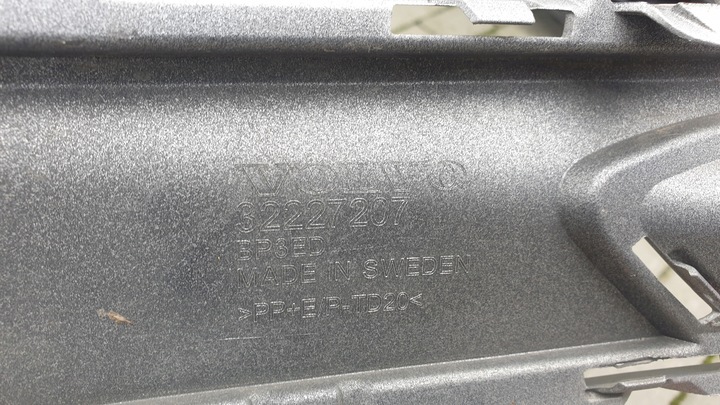 VOLVO
32227207
BP8ED
MADE IN SWEDEN
>PP+E/P-TD20<